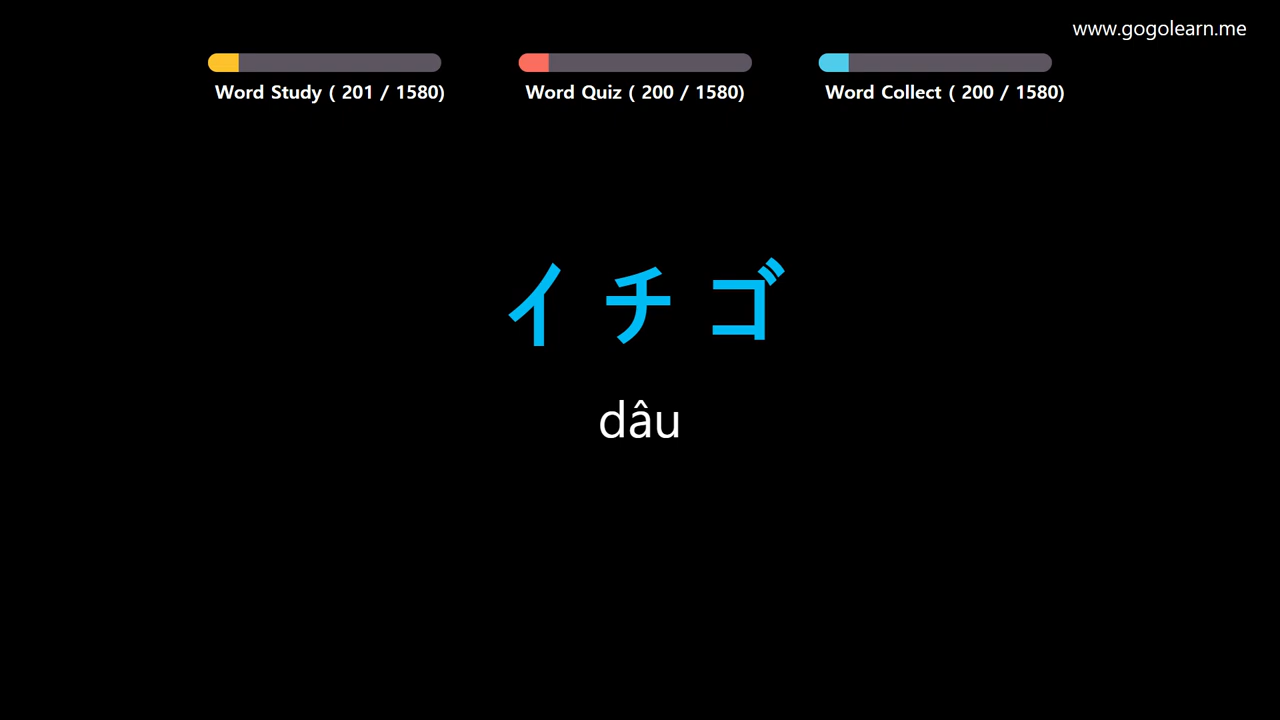 www.gogolearn.me
Word Study ( 201 / 1580)
Word Quiz ( 200 / 1580)
Word Collect ( 200 / 1580)
イチゴ
dâu